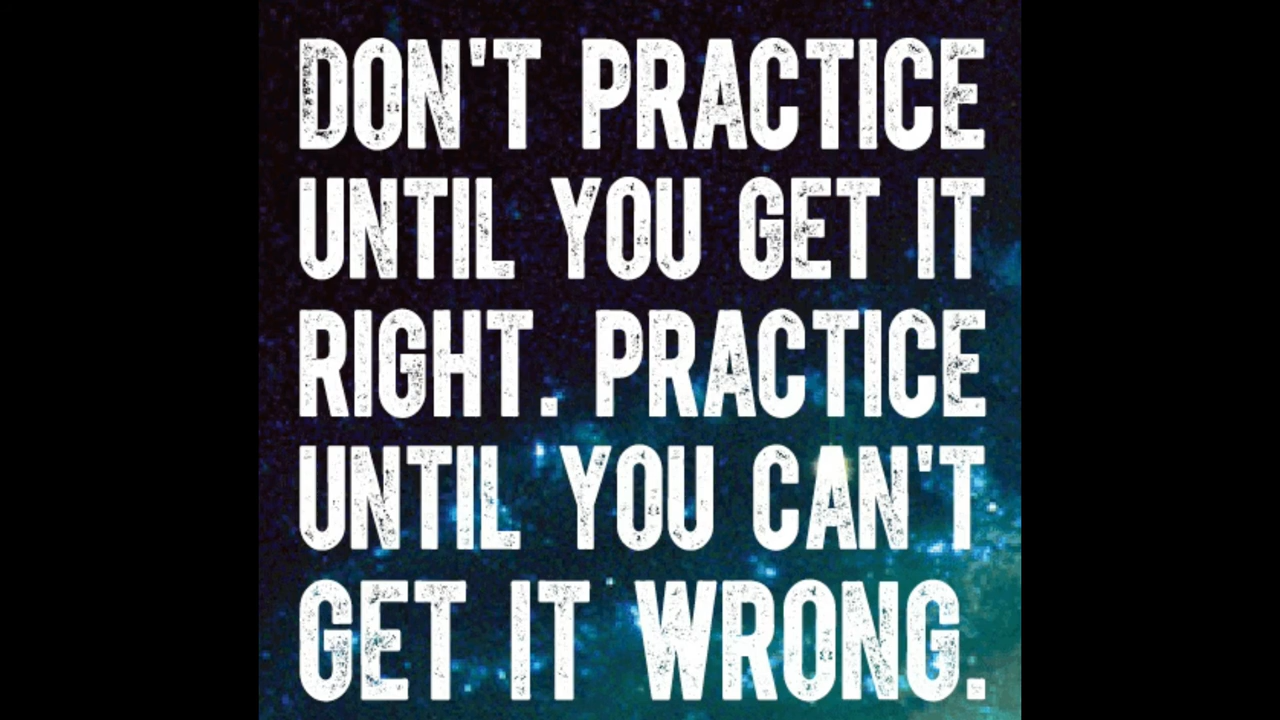 DON'T PRACTICE
UNTIL YOU GET IT
RIGHT. PRACTICE
UNTIL YOU CAN'T
GET IT WRONG.